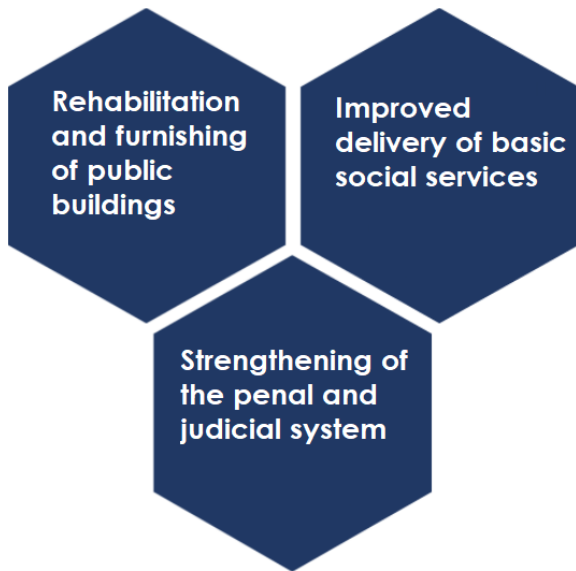 Rehabilitation
and furnishing
of public
buildings
Improved
delivery of basic
social services
Strengthening of
the penal and
judicial system